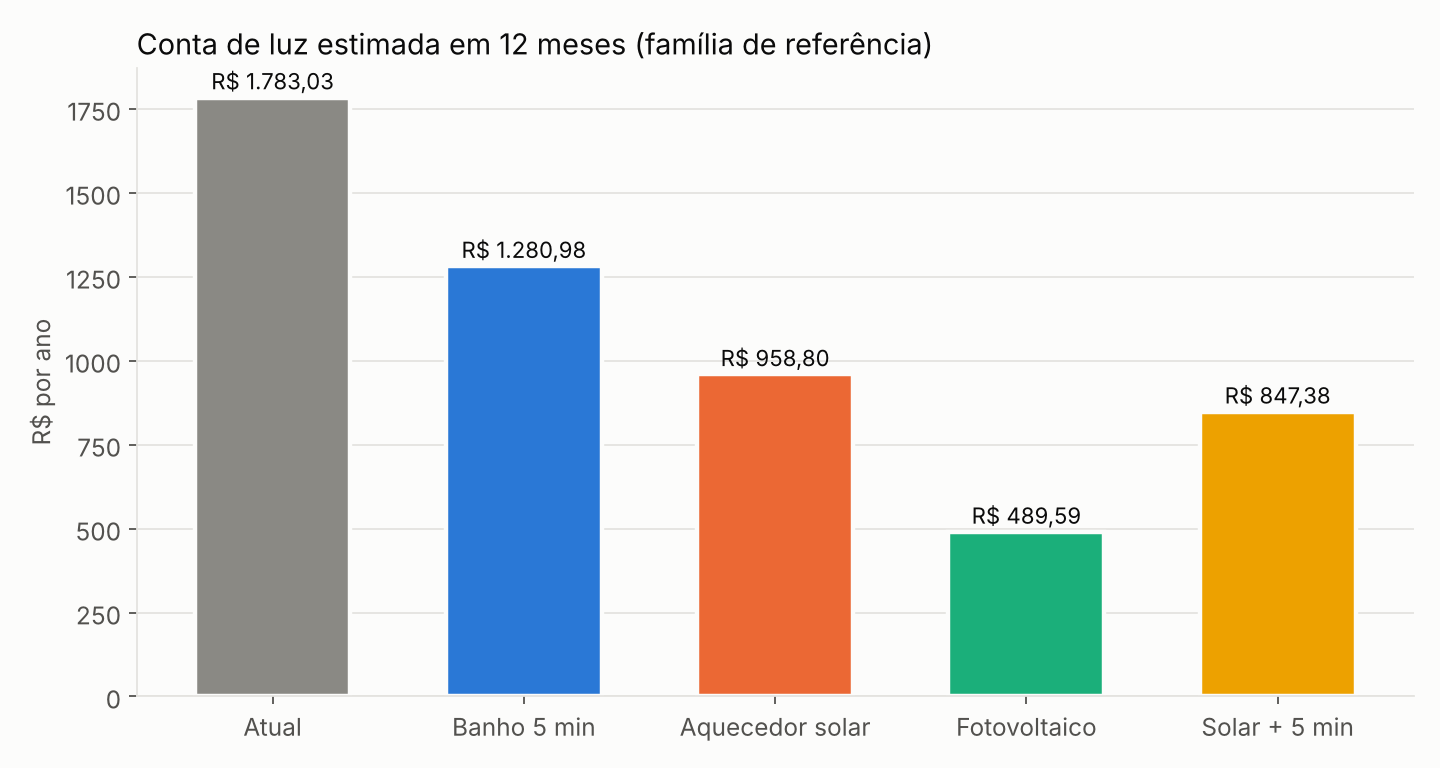 Conta de luz estimada em 12 meses (família de referência)
R$ por ano
1750
1500
1250
1000
750
500
250
0
R$ 1.783,03
R$ 1.280,98
R$ 958,80
R$ 489,59
R$ 847,38
Atual
Banho 5 min
Aquecedor solar
Fotovoltaico
Solar + 5 min